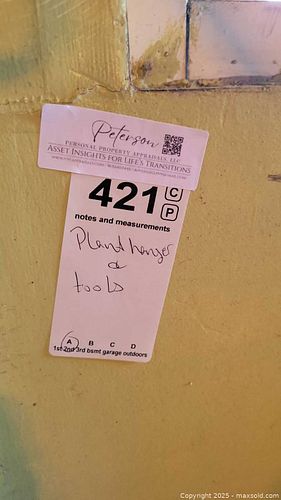 Peterson
PERSONAL PROPERTY APPRAISALS, LLC
ASSET INSIGHTS FOR LIFE'S TRANSITIONS
421
C
P
notes and measurements
Plant hanger
&
tools
A B C D
1st 2nd 3rd bsmt garage outdoors
Copyright © 2025 - maxsold.com